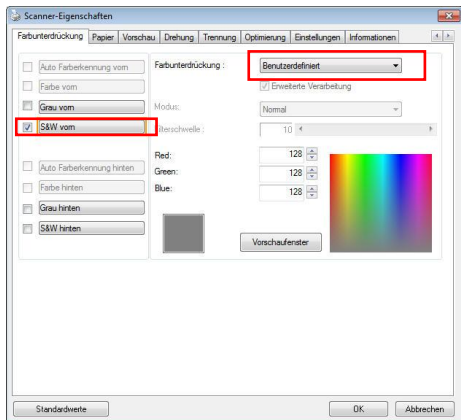 Scanner-Eigenschaften
Farbunterdrückung Papier Vorschau Drehung Trennung Optimierung Einstellungen Informationen
Auto Farberkennung vorn
Farbe vorn
Grau vorn
S&W vorn
Auto Farberkennung hinten
Farbe hinten
Grau hinten
S&W hinten
Farbunterdrückung : Benutzerdefiniert
Erweiterte Verarbeitung
Modus: Normal
ilterschwelle : 10
Red: 128
Green: 128
Blue: 128
Vorschaufenster
Standardwerte OK Abbrechen